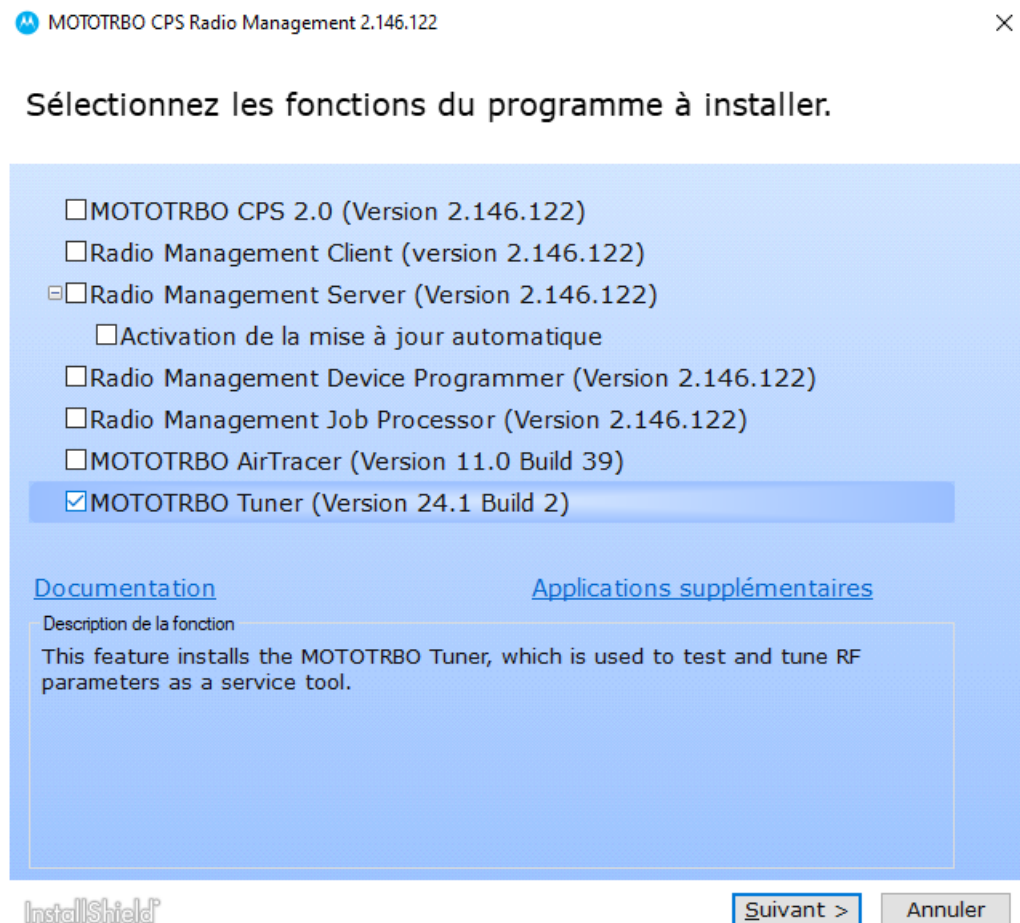 MOTOTRBO CPS Radio Management 2.146.122
Sélectionnez les fonctions du programme à installer.
MOTOTRBO CPS 2.0 (Version 2.146.122)
Radio Management Client (version 2.146.122)
Radio Management Server (Version 2.146.122)
Activation de la mise à jour automatique
Radio Management Device Programmer (Version 2.146.122)
Radio Management Job Processor (Version 2.146.122)
MOTOTRBO AirTracer (Version 11.0 Build 39)
MOTOTRBO Tuner (Version 24.1 Build 2)
Documentation Applications supplémentaires
Description de la fonction
This feature installs the MOTOTRBO Tuner, which is used to test and tune RF
parameters as a service tool.
InstallShield
Suivant > Annuler